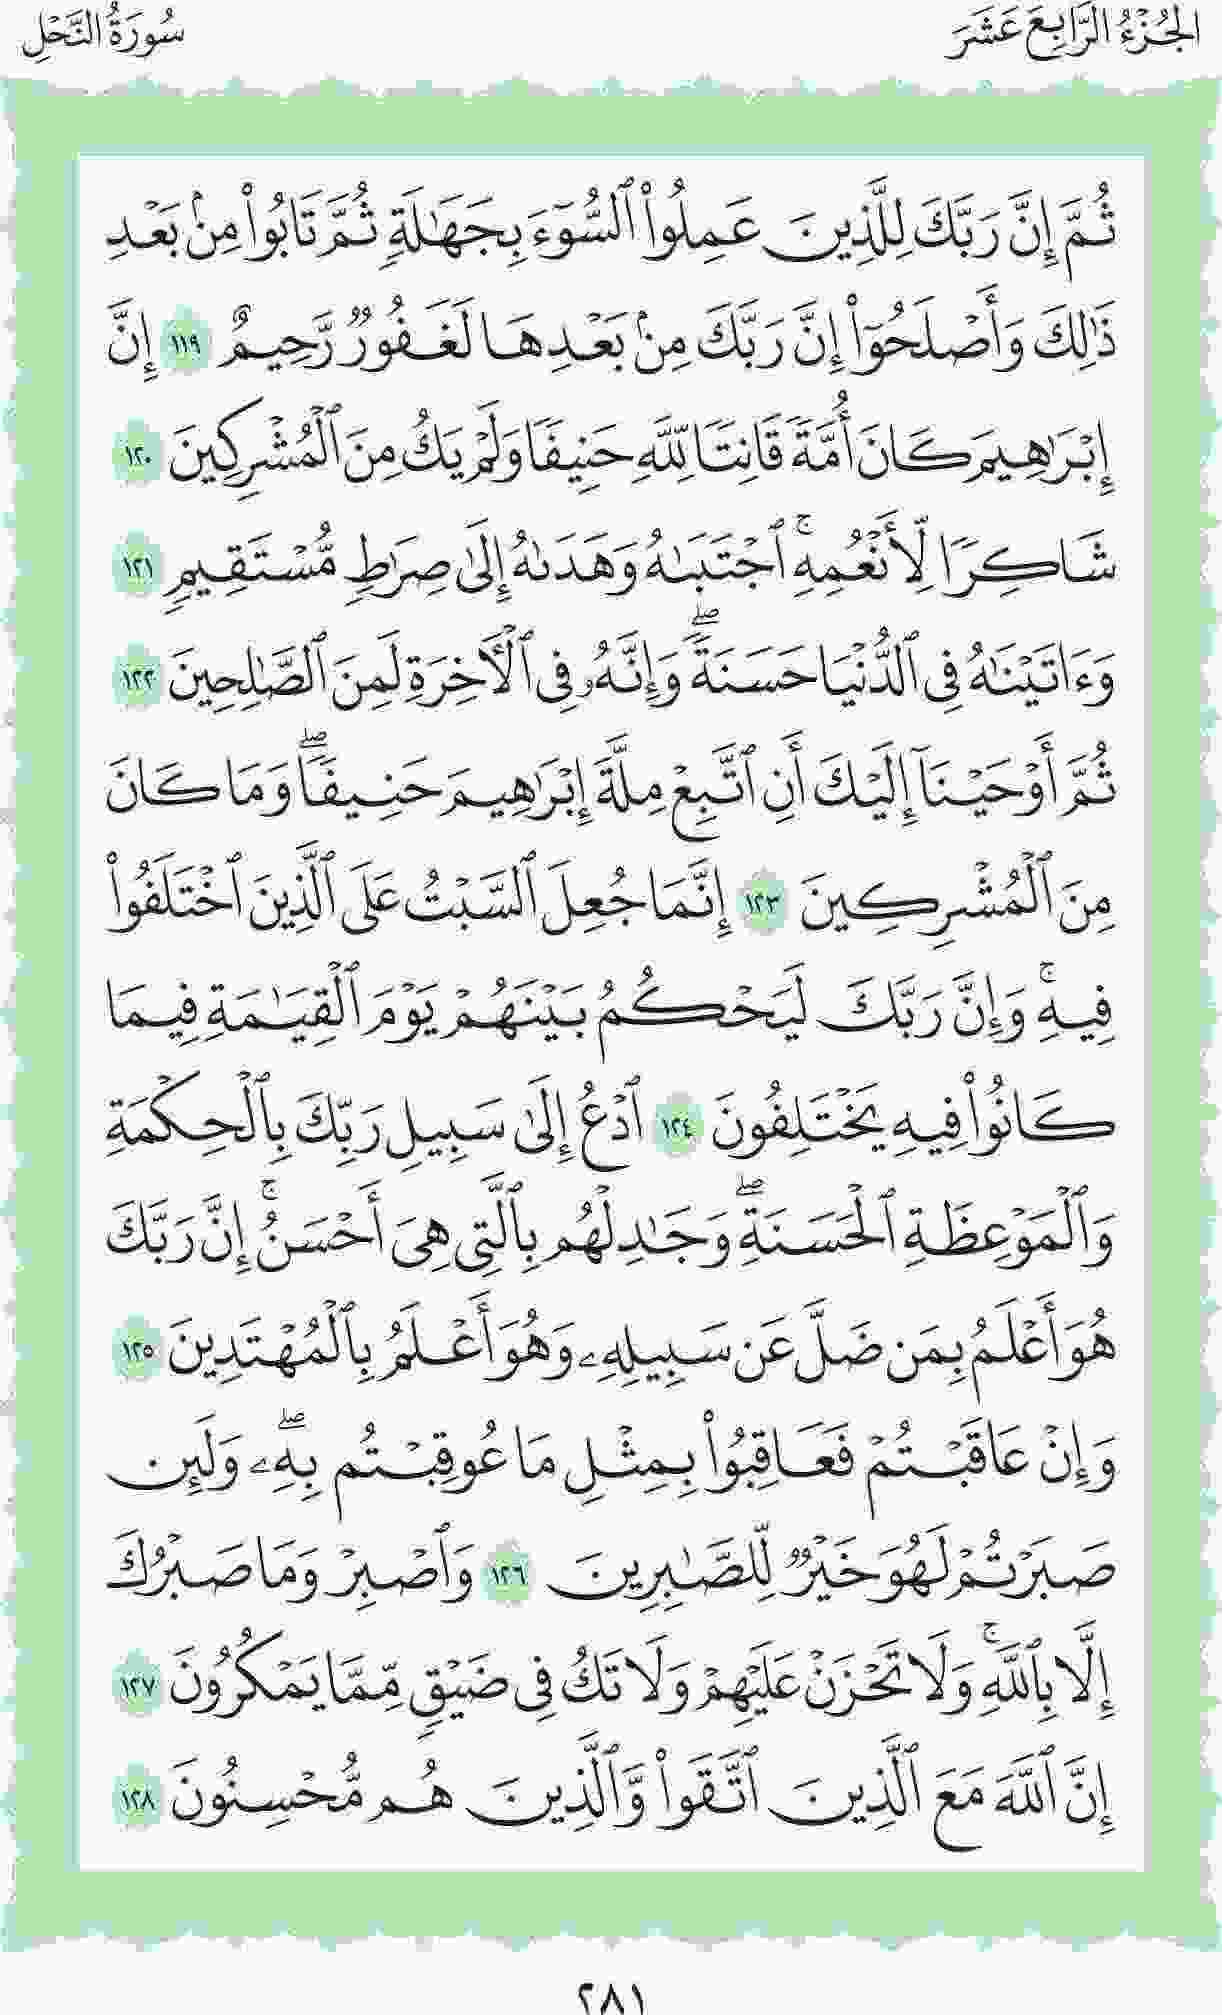 الجُزْءُ الرَّابِعَ عَشَرَ
سُورَةُ النَّحْلِ
ثُمَّ إِنَّ رَبَّكَ لِلَّذِينَ عَمِلُوا۟ ٱلسُّوٓءَ بِجَهَـٰلَةٍ ثُمَّ تَابُوا۟ مِنۢ بَعْدِ
ذَٰلِكَ وَأَصْلَحُوٓا۟ إِنَّ رَبَّكَ مِنۢ بَعْدِهَا لَغَفُورٌ رَّحِيمٌ ١١٩ إِنَّ
إِبْرَٰهِيمَ كَانَ أُمَّةً قَانِتًا لِّلَّهِ حَنِيفًا وَلَمْ يَكُ مِنَ ٱلْمُشْرِكِينَ ١٢٠
شَاكِرًا لِّأَنْعُمِهِ ۚ ٱجْتَبَىٰهُ وَهَدَىٰهُ إِلَىٰ صِرَٰطٍ مُّسْتَقِيمٍ ١٢١
وَءَاتَيْنَـٰهُ فِى ٱلدُّنْيَا حَسَنَةً ۖ وَإِنَّهُۥ فِى ٱلْـَٔاخِرَةِ لَمِنَ ٱلصَّـٰلِحِينَ ١٢٢
ثُمَّ أَوْحَيْنَآ إِلَيْكَ أَنِ ٱتَّبِعْ مِلَّةَ إِبْرَٰهِيمَ حَنِيفًا ۖ وَمَا كَانَ
مِنَ ٱلْمُشْرِكِينَ ١٢٣ إِنَّمَا جُعِلَ ٱلسَّبْتُ عَلَى ٱلَّذِينَ ٱخْتَلَفُوا۟
فِيهِ ۚ وَإِنَّ رَبَّكَ لَيَحْكُمُ بَيْنَهُمْ يَوْمَ ٱلْقِيَـٰمَةِ فِيمَا
كَانُوا۟ فِيهِ يَخْتَلِفُونَ ١٢٤ ٱدْعُ إِلَىٰ سَبِيلِ رَبِّكَ بِٱلْحِكْمَةِ
وَٱلْمَوْعِظَةِ ٱلْحَسَنَةِ ۖ وَجَـٰدِلْهُم بِٱلَّتِى هِىَ أَحْسَنُ ۚ إِنَّ رَبَّكَ
هُوَ أَعْلَمُ بِمَن ضَلَّ عَن سَبِيلِهِۦ وَهُوَ أَعْلَمُ بِٱلْمُهْتَدِينَ ١٢٥
وَإِنْ عَاقَبْتُمْ فَعَاقِبُوا۟ بِمِثْلِ مَا عُوقِبْتُم بِهِۦ ۖ وَلَئِن
صَبَرْتُمْ لَهُوَ خَيْرٌ لِّلصَّـٰبِرِينَ ١٢٦ وَٱصْبِرْ وَمَا صَبْرُكَ
إِلَّا بِٱللَّهِ ۚ وَلَا تَحْزَنْ عَلَيْهِمْ وَلَا تَكُ فِى ضَيْقٍ مِّمَّا يَمْكُرُونَ ١٢٧
إِنَّ ٱللَّهَ مَعَ ٱلَّذِينَ ٱتَّقَوا۟ وَّٱلَّذِينَ هُم مُّحْسِنُونَ ١٢٨
٢٨١